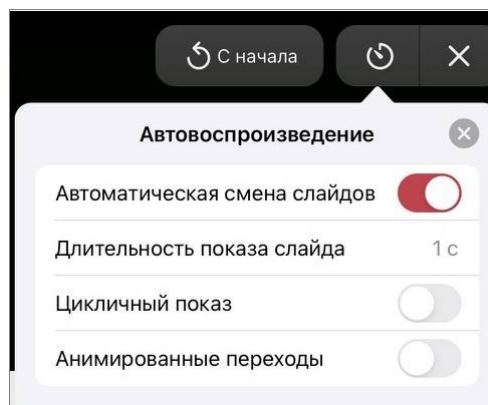 С начала
Автовоспроизведение
Автоматическая смена слайдов
Длительность показа слайда 1 с
Цикличный показ
Анимированные переходы